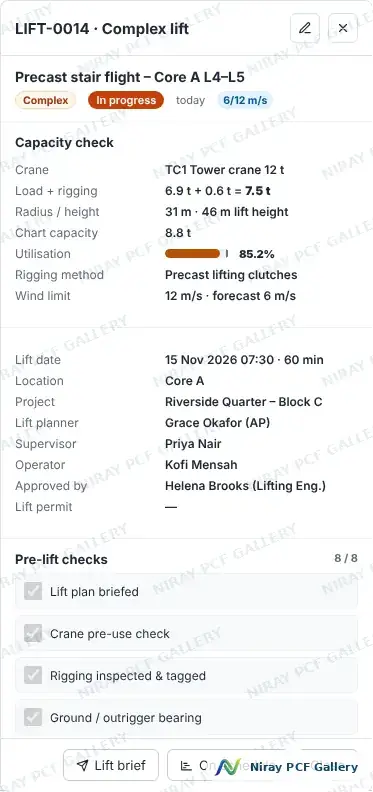 LIFT-0014 · Complex lift
Precast stair flight – Core A L4–L5
Complex In progress today 6/12 m/s
Capacity check
Crane TC1 Tower crane 12 t
Load + rigging 6.9 t + 0.6 t = 7.5 t
Radius / height 31 m · 46 m lift height
Chart capacity 8.8 t
Utilisation 85.2%
Rigging method Precast lifting clutches
Wind limit 12 m/s · forecast 6 m/s
Lift date 15 Nov 2026 07:30 · 60 min
Location Core A
Project Riverside Quarter – Block C
Lift planner Grace Okafor (AP)
Supervisor Priya Nair
Operator Kofi Mensah
Approved by Helena Brooks (Lifting Eng.)
Lift permit —
Pre-lift checks 8 / 8
Lift plan briefed
Crane pre-use check
Rigging inspected & tagged
Ground / outrigger bearing
Lift brief
Niray PCF Gallery
NIRAY PCF GALLERY